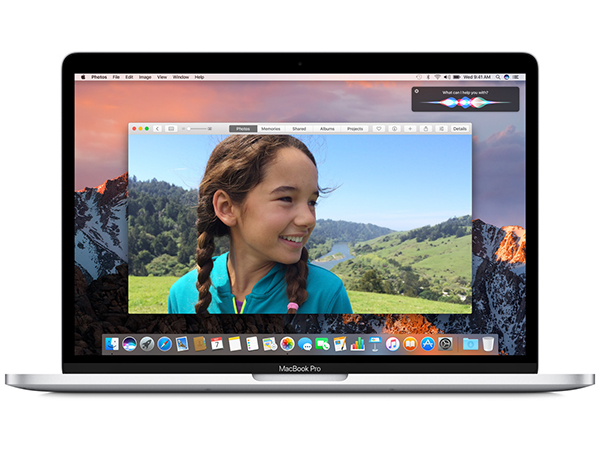 Photos File Edit Image View Window Help
Wed 9:41 AM
What can I help you with?
Photos Memories Shared Albums Projects
Details
MacBook Pro